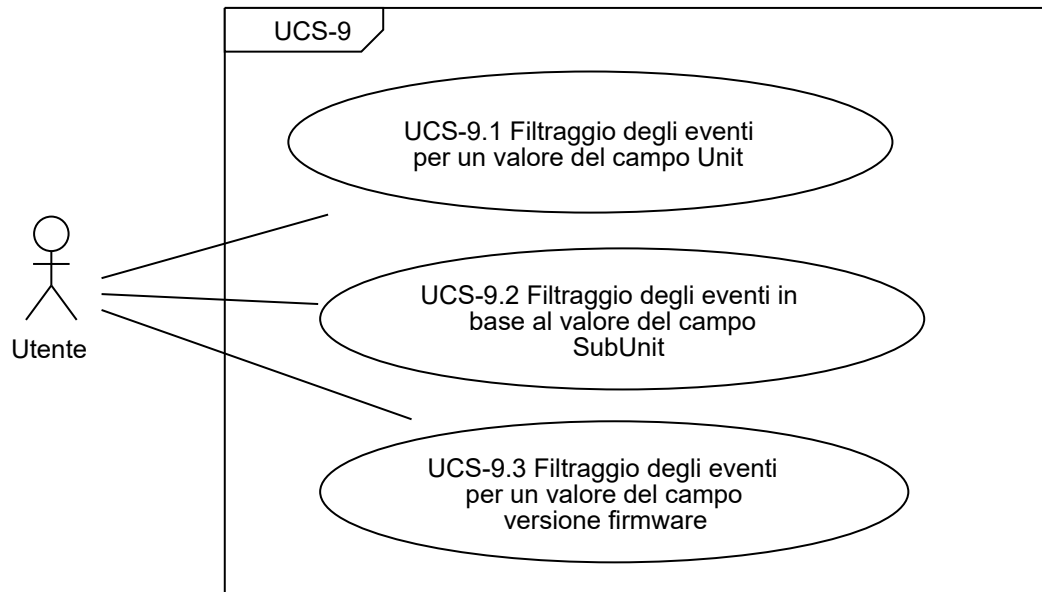 UCS-9
UCS-9.1 Filtraggio degli eventi
per un valore del campo Unit
UCS-9.2 Filtraggio degli eventi in
base al valore del campo
SubUnit
Utente
UCS-9.3 Filtraggio degli eventi
per un valore del campo
versione firmware